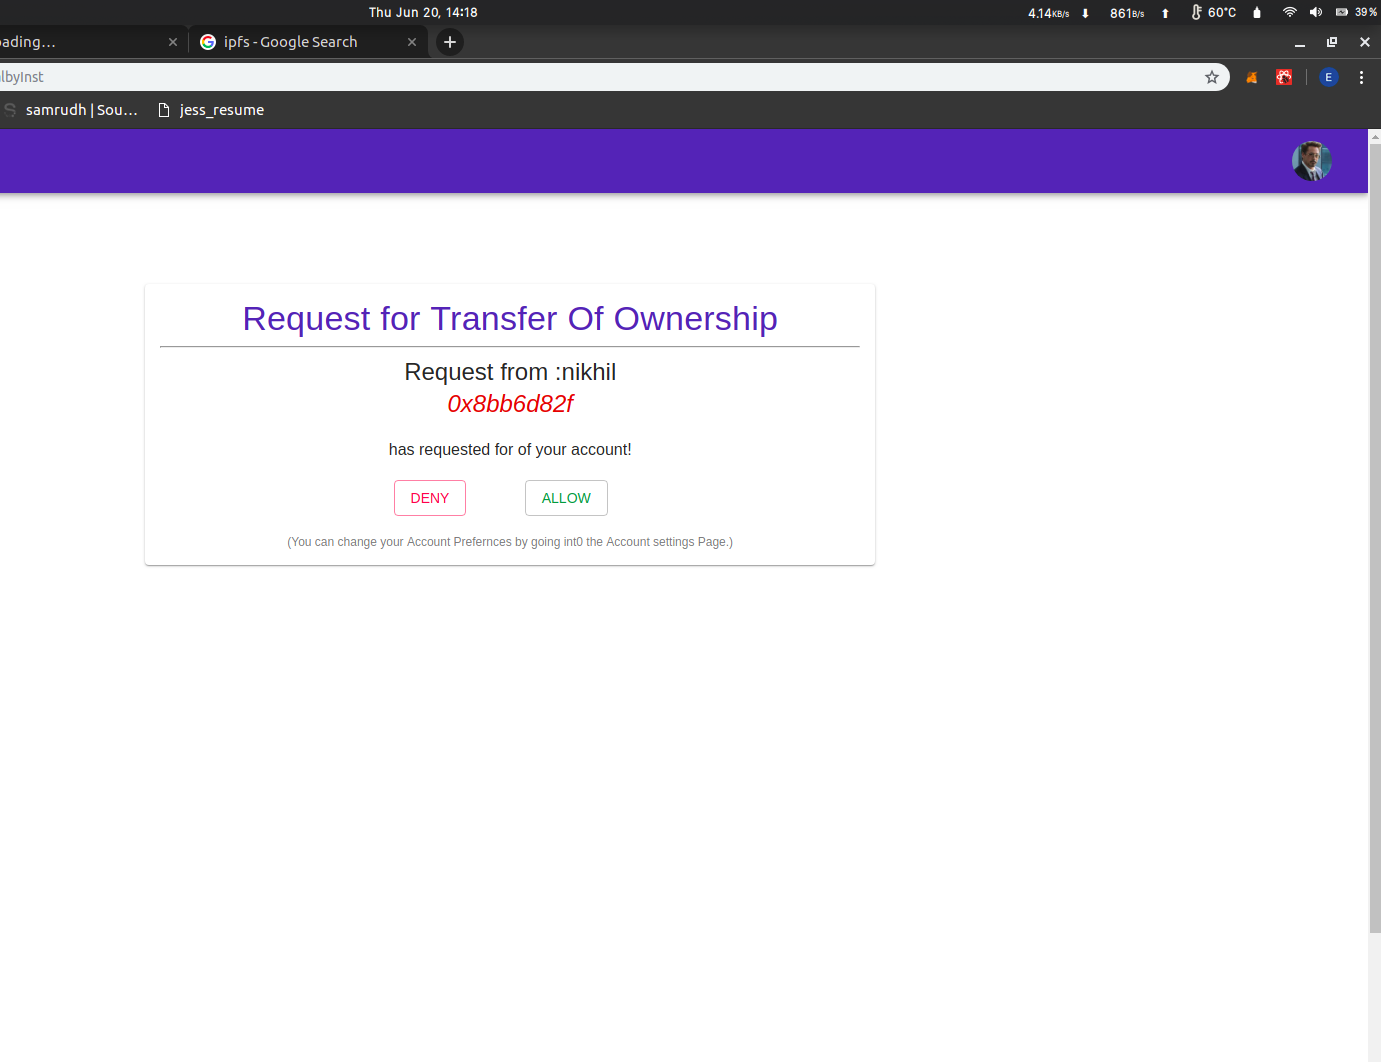 Thu Jun 20, 14:18
4.14KB/s 861B/s 60°C 39%
ading...
ipfs - Google Search
lbyInst
E
samrudh | Sou...
jess_resume
Request for Transfer Of Ownership
Request from :nikhil
0x8bb6d82f
has requested for of your account!
DENY ALLOW
(You can change your Account Prefernces by going int0 the Account settings Page.)